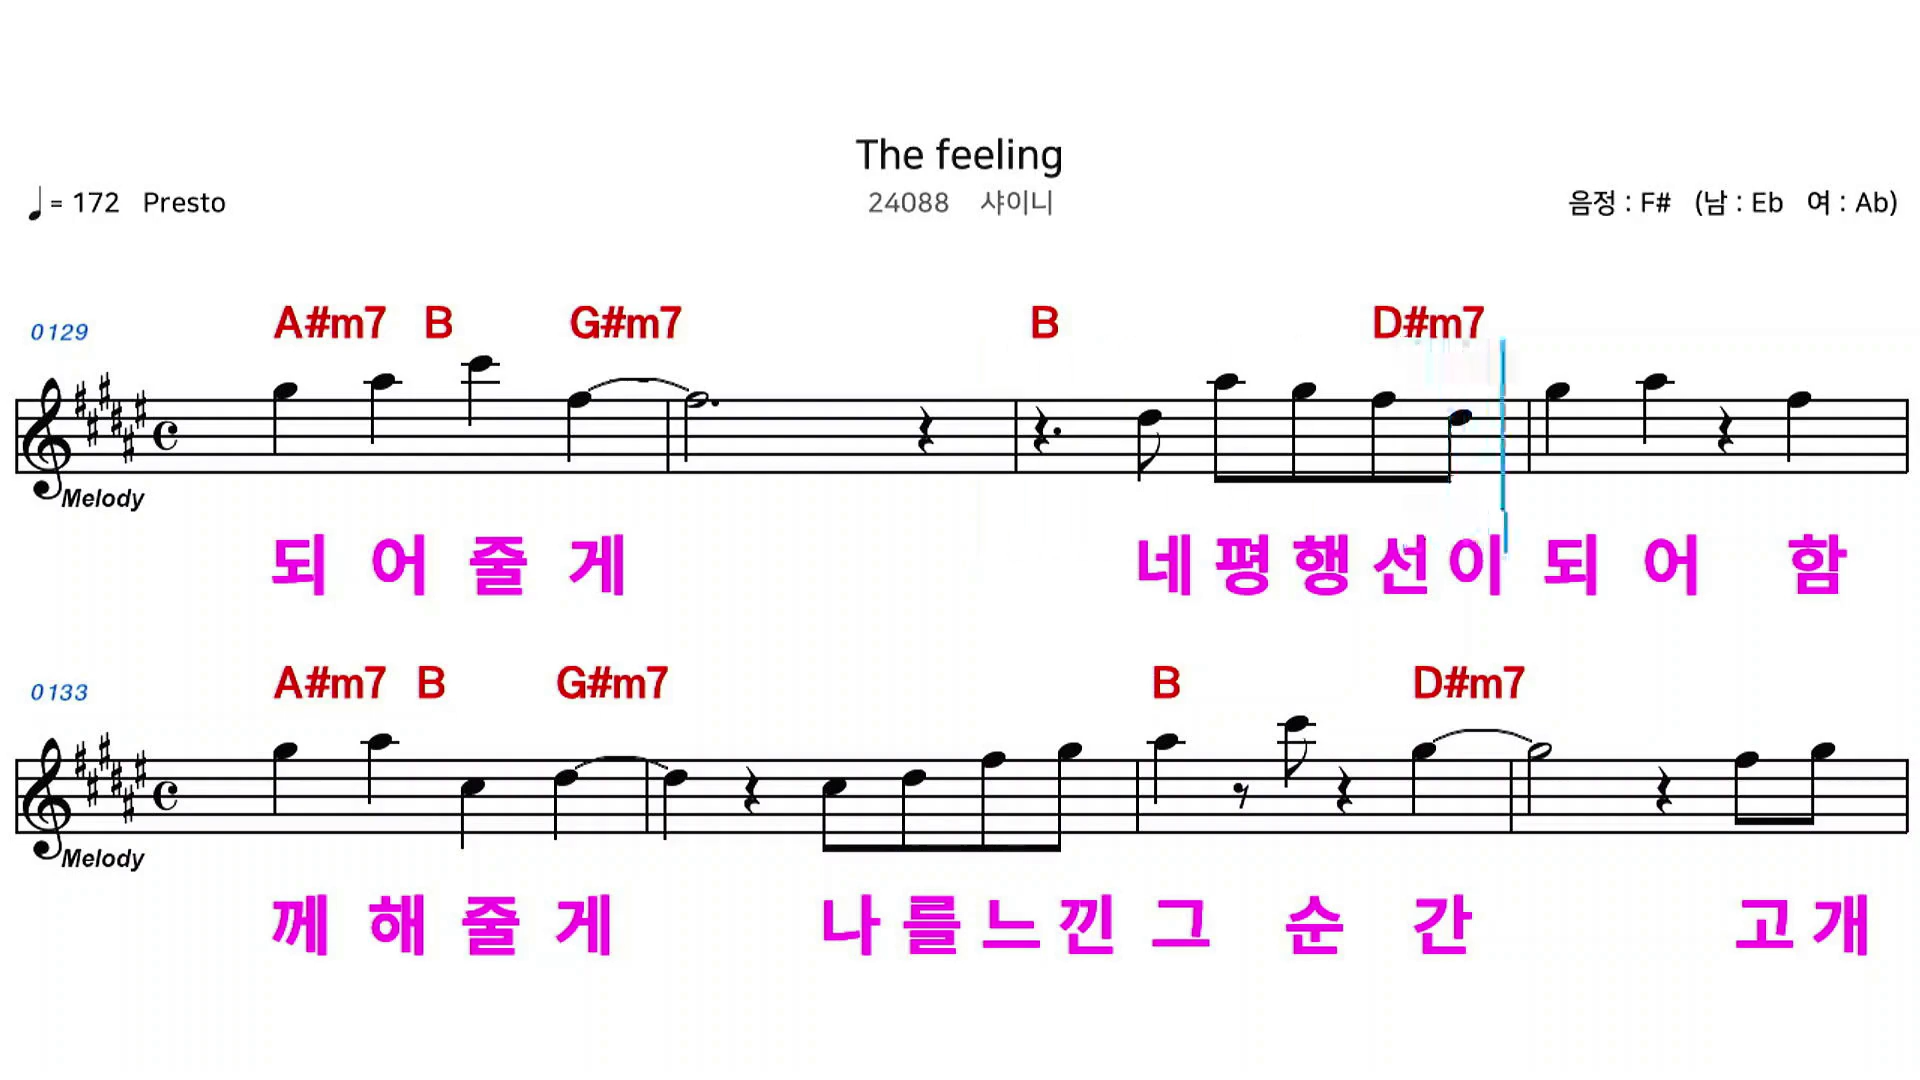 The feeling
♩= 172 Presto
24088 샤이니
음정 : F# (남 : Eb 여 : Ab)
0129
A#m7 B G#m7 B D#m7
Melody
되 어 줄 게 네 평 행 선 이 되 어 함
0133
A#m7 B G#m7 B D#m7
Melody
께 해 줄 게 나 를 느 낀 그 순 간 고 개